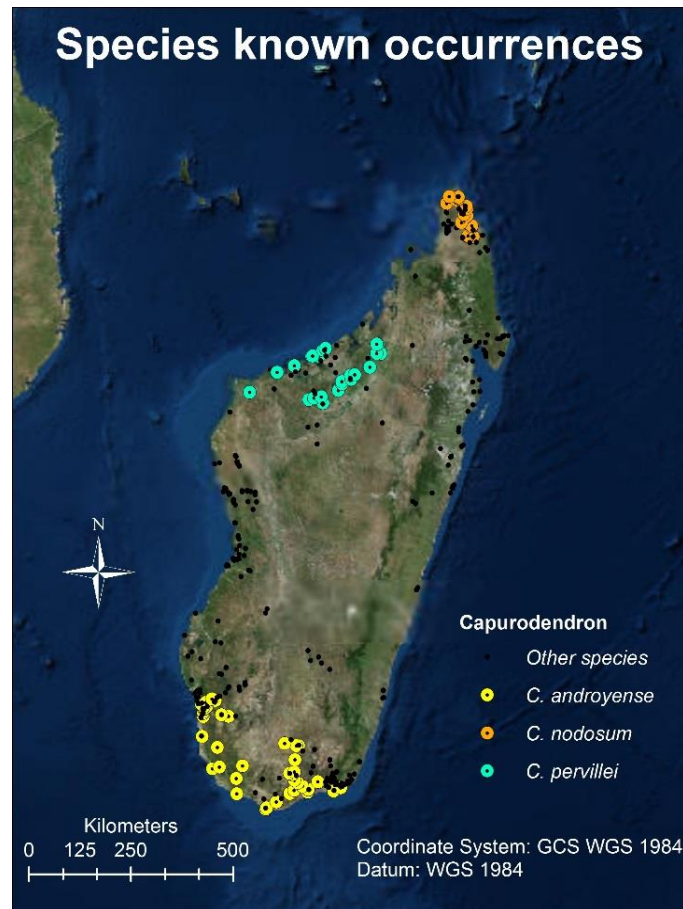 Species known occurrences
N
Capurodendron
Other species
C. androyense
C. nodosum
C. pervillei
Kilometers
0 125 250 500
Coordinate System: GCS WGS 1984
Datum: WGS 1984